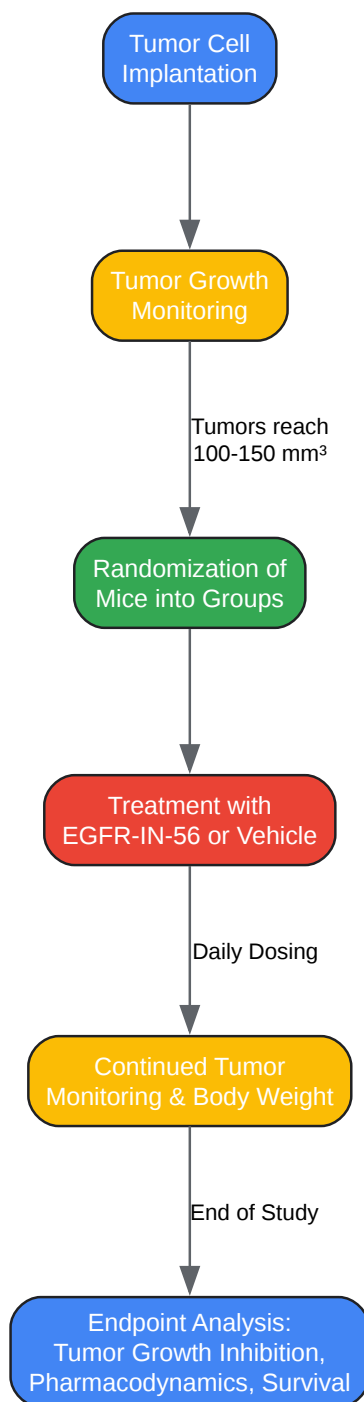 Tumor Cell
Implantation
Tumor Growth
Monitoring
Tumors reach
100-150 mm³
Randomization of
Mice into Groups
Treatment with
EGFR-IN-56 or Vehicle
Daily Dosing
Continued Tumor
Monitoring & Body Weight
End of Study
Endpoint Analysis:
Tumor Growth Inhibition,
Pharmacodynamics, Survival